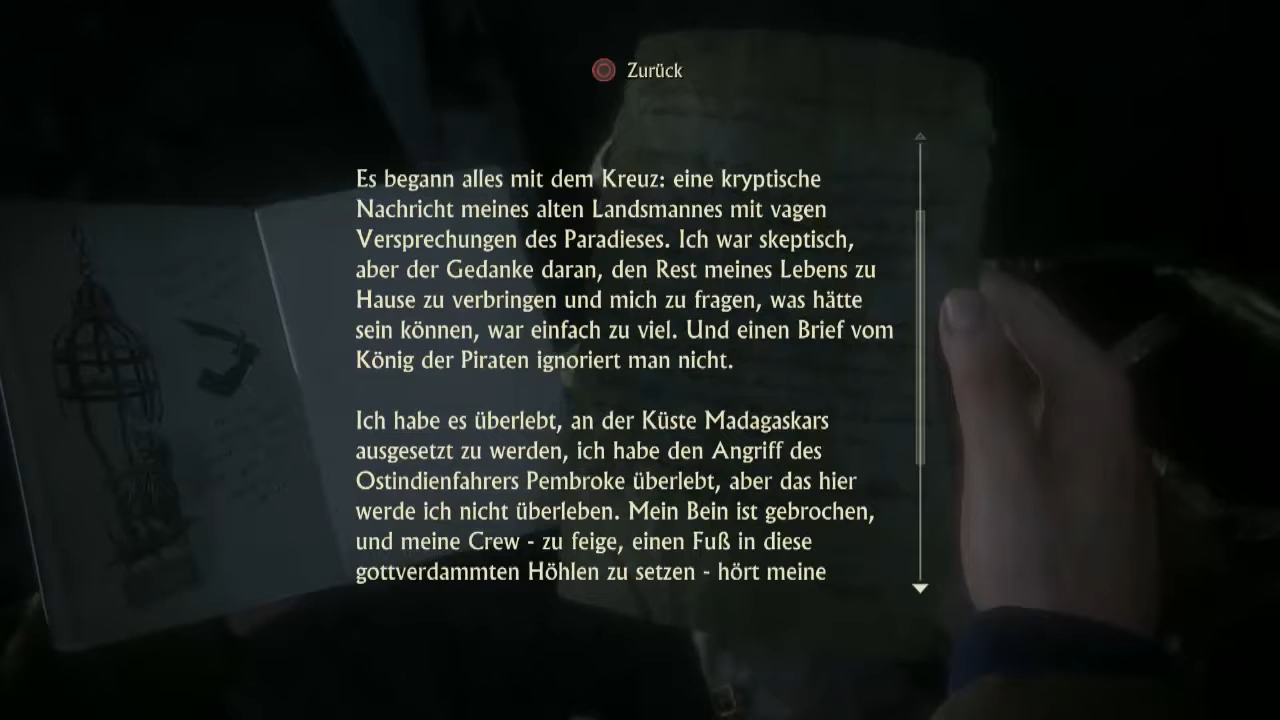 Zurück
Es begann alles mit dem Kreuz: eine kryptische
Nachricht meines alten Landsmannes mit vagen
Versprechungen des Paradieses. Ich war skeptisch,
aber der Gedanke daran, den Rest meines Lebens zu
Hause zu verbringen und mich zu fragen, was hätte
sein können, war einfach zu viel. Und einen Brief vom
König der Piraten ignoriert man nicht.
Ich habe es überlebt, an der Küste Madagaskars
ausgesetzt zu werden, ich habe den Angriff des
Ostindienfahrers Pembroke überlebt, aber das hier
werde ich nicht überleben. Mein Bein ist gebrochen,
und meine Crew - zu feige, einen Fuß in diese
gottverdammten Höhlen zu setzen - hört meine